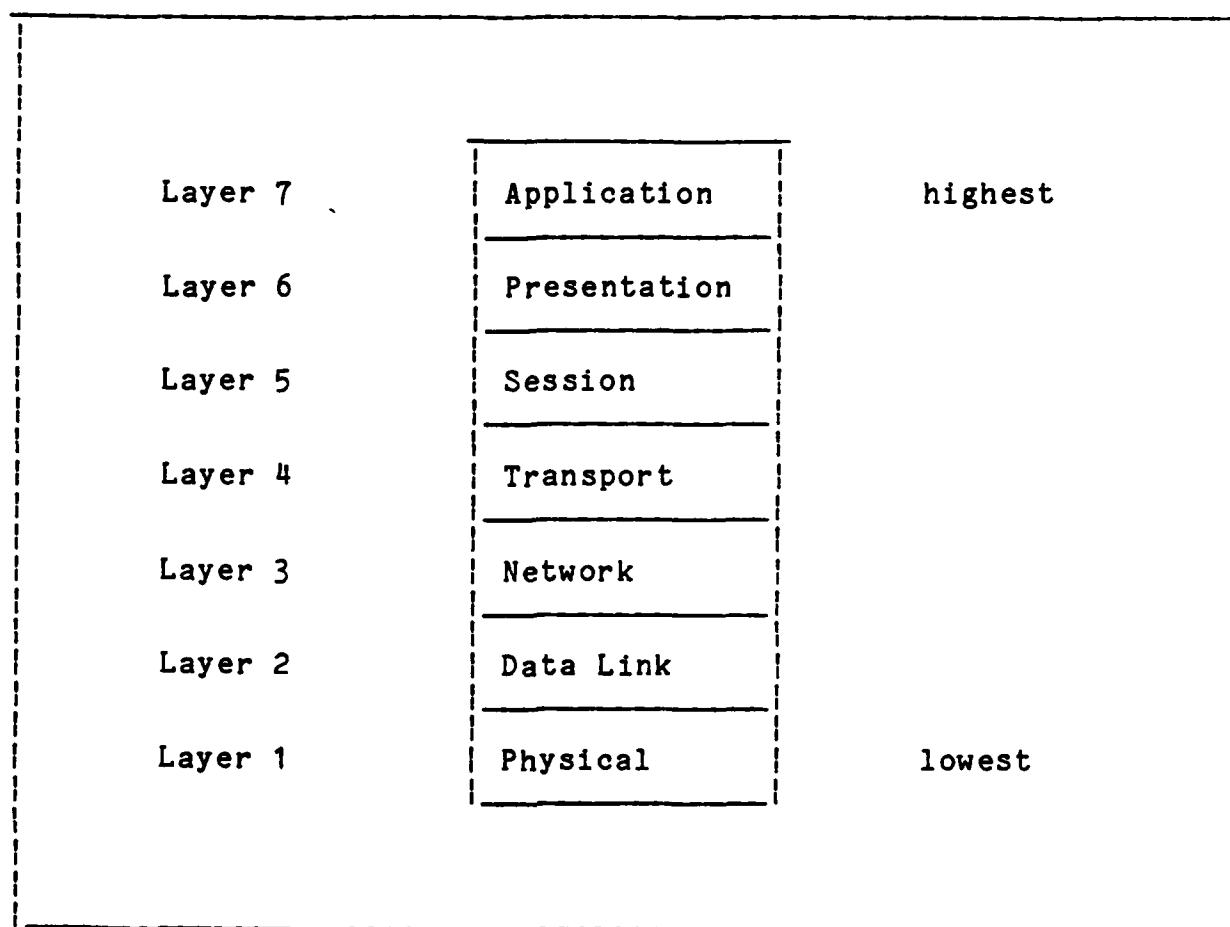 Layer 7 Application highest
Layer 6 Presentation
Layer 5 Session
Layer 4 Transport
Layer 3 Network
Layer 2 Data Link
Layer 1 Physical lowest